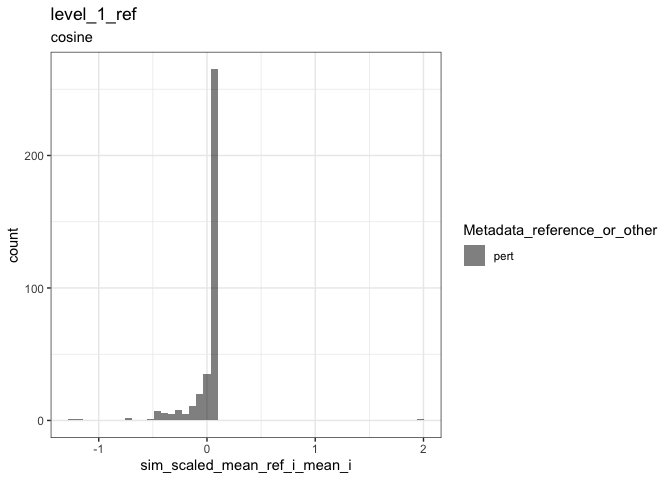 level_1_ref
cosine
200
100
0
count
-1
0
1
2
sim_scaled_mean_ref_i_mean_i
Metadata_reference_or_other
pert